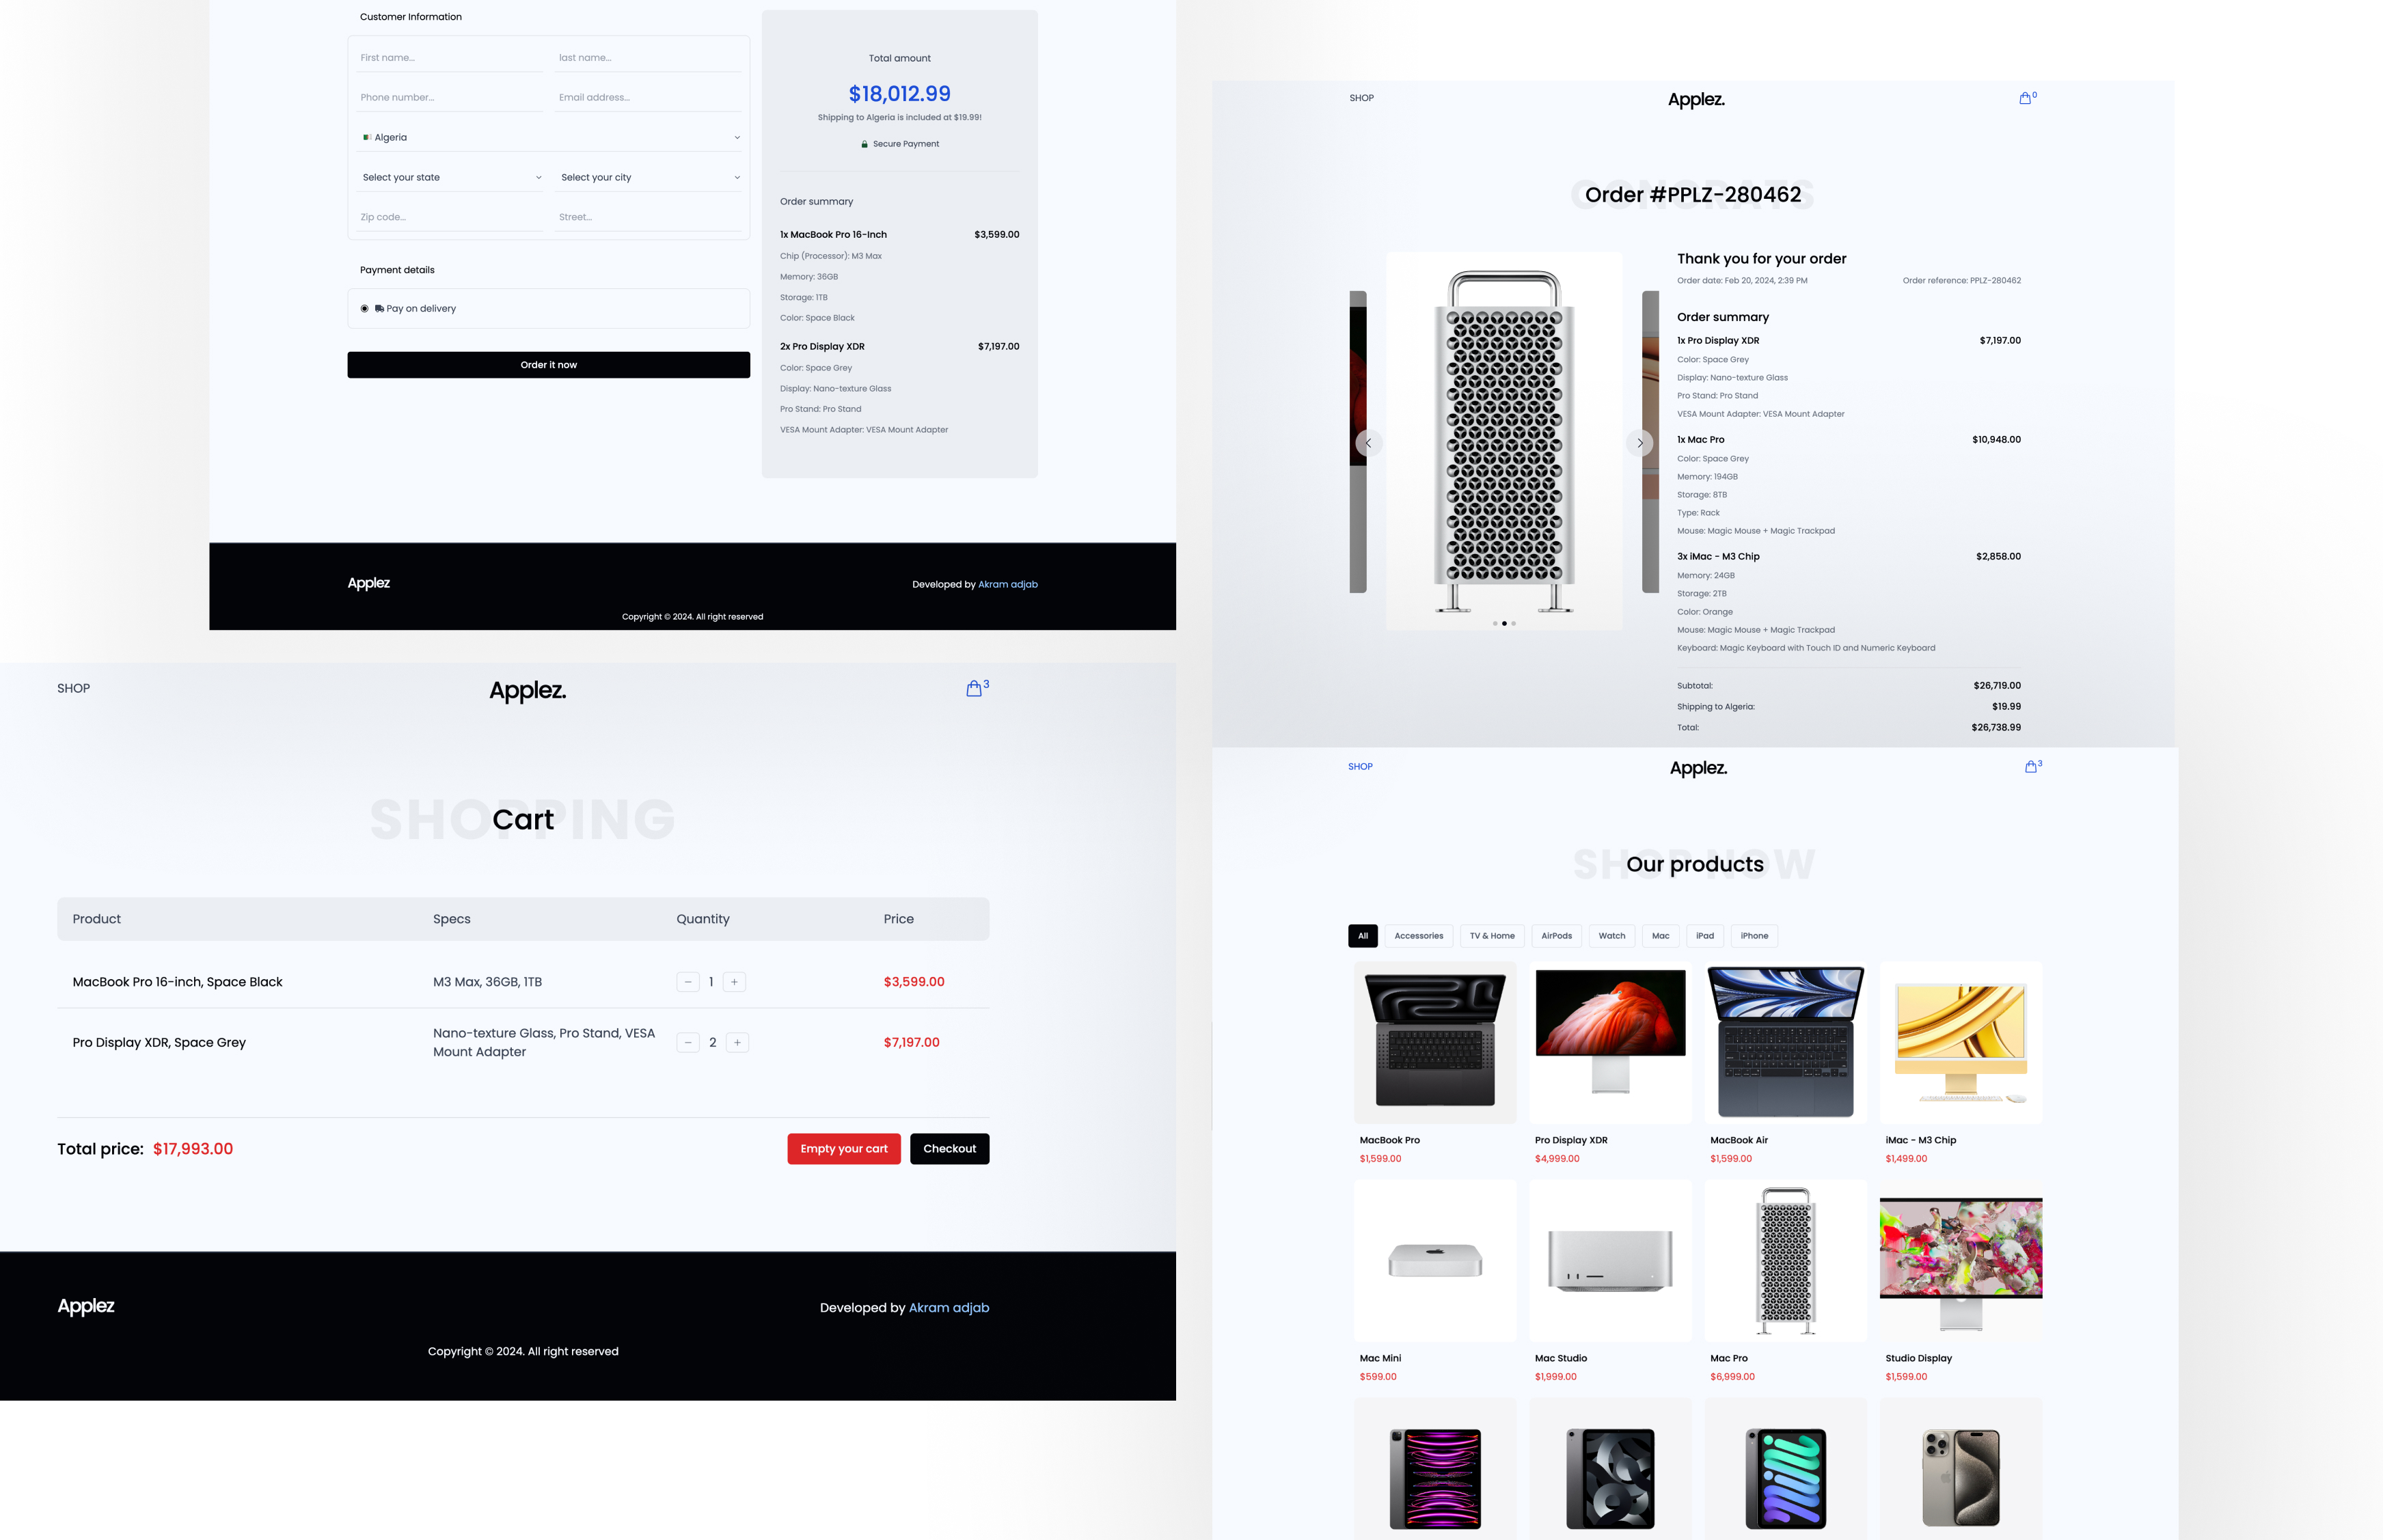 Customer Information
First name...
last name...
Phone number...
Email address...
Algeria
Select your state
Select your city
Zip code...
Street...
Payment details
Pay on delivery
Order it now
Total amount
$18,012.99
Shipping to Algeria is included at $19.99!
Secure Payment
Order summary
1x MacBook Pro 16-Inch $3,599.00
Chip (Processor): M3 Max
Memory: 36GB
Storage: 1TB
Color: Space Black
2x Pro Display XDR $7,197.00
Color: Space Grey
Display: Nano-texture Glass
Pro Stand: Pro Stand
VESA Mount Adapter: VESA Mount Adapter
Applez
Developed by Akram adjab
Copyright © 2024. All right reserved
SHOP
Applez.
0
CONGRATS
Order #PPLZ-280462
Thank you for your order
Order date: Feb 20, 2024, 2:39 PM
Order reference: PPLZ-280462
Order summary
1x Pro Display XDR $7,197.00
Color: Space Grey
Display: Nano-texture Glass
Pro Stand: Pro Stand
VESA Mount Adapter: VESA Mount Adapter
1x Mac Pro $10,948.00
Color: Space Grey
Memory: 194GB
Storage: 8TB
Type: Rack
Mouse: Magic Mouse + Magic Trackpad
3x iMac - M3 Chip $2,858.00
Memory: 24GB
Storage: 2TB
Color: Orange
Mouse: Magic Mouse + Magic Trackpad
Keyboard: Magic Keyboard with Touch ID and Numeric Keyboard
Subtotal: $26,719.00
Shipping to Algeria: $19.99
Total: $26,738.99
SHOP
Applez.
3
SHOPPING
Cart
Product Specs Quantity Price
MacBook Pro 16-inch, Space Black M3 Max, 36GB, 1TB − 1 + $3,599.00
Pro Display XDR, Space Grey
Nano-texture Glass, Pro Stand, VESA
Mount Adapter
− 2 + $7,197.00
Total price: $17,993.00
Empty your cart
Checkout
Applez
Developed by Akram adjab
Copyright © 2024. All right reserved
SHOP
Applez.
3
SHOP NOW
Our products
All Accessories TV & Home AirPods Watch Mac iPad iPhone
MacBook Pro
$1,599.00
Pro Display XDR
$4,999.00
MacBook Air
$1,599.00
iMac - M3 Chip
$1,499.00
Mac Mini
$599.00
Mac Studio
$1,999.00
Mac Pro
$6,999.00
Studio Display
$1,599.00